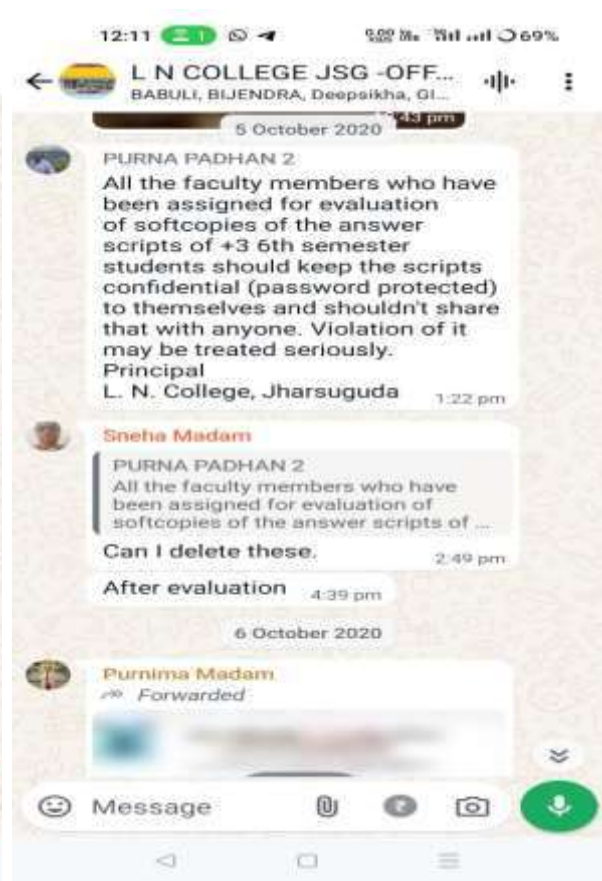 12:11 1 69%
L N COLLEGE JSG -OFF...
BABULI, BIJENDRA, Deepsikha, GI...
43 pm
5 October 2020
PURNA PADHAN 2
All the faculty members who have
been assigned for evaluation
of softcopies of the answer
scripts of +3 6th semester
students should keep the scripts
confidential (password protected)
to themselves and shouldn't share
that with anyone. Violation of it
may be treated seriously.
Principal
L. N. College, Jharsuguda 1:22 pm
Sneha Madam
PURNA PADHAN 2
All the faculty members who have
been assigned for evaluation of
softcopies of the answer scripts of ...
Can I delete these. 2:49 pm
After evaluation 4:39 pm
6 October 2020
Purnima Madam
Forwarded
Message